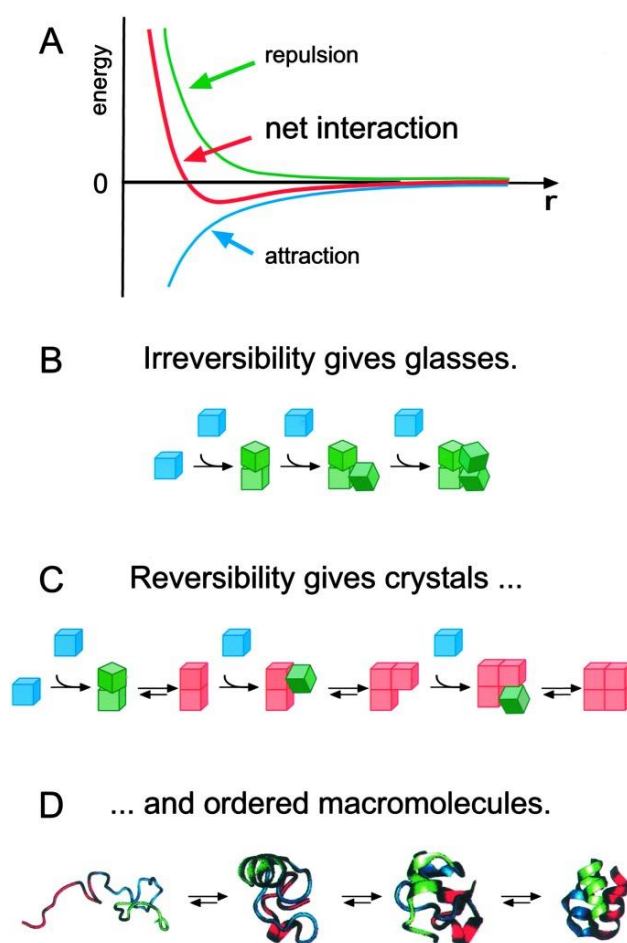 A
energy
repulsion
net interaction
0
r
attraction
B
Irreversibility gives glasses.
C
Reversibility gives crystals ...
D
... and ordered macromolecules.